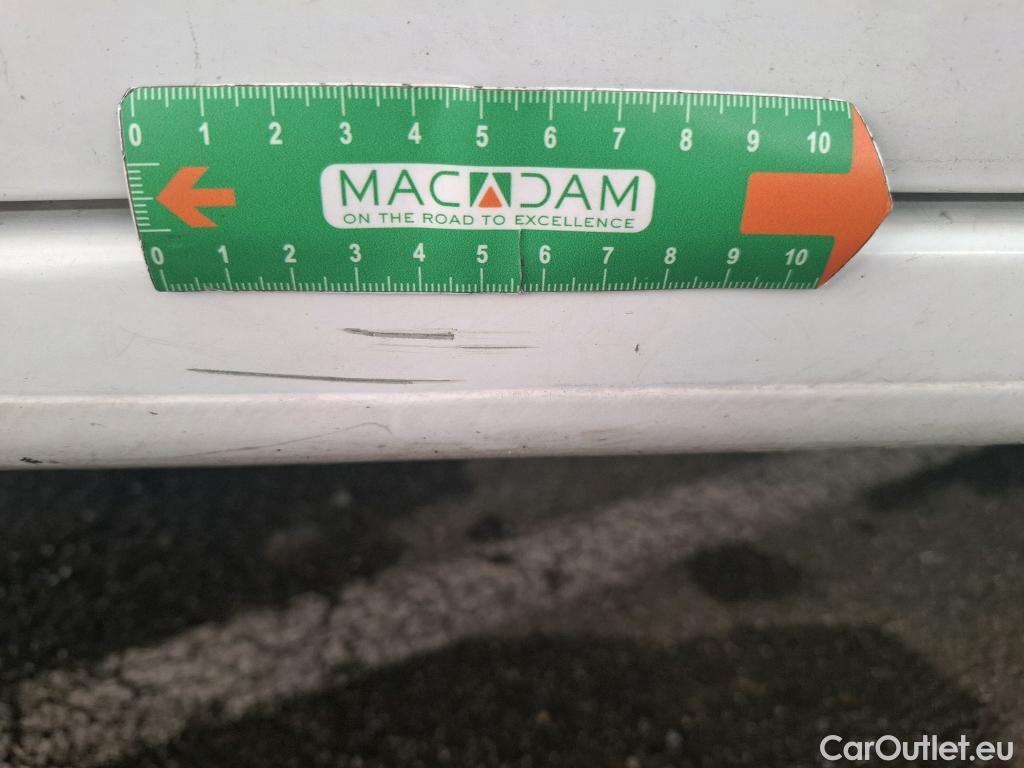 0 1 2 3 4 5 6 7 8 9 10
MACADAM
ON THE ROAD TO EXCELLENCE
0 1 2 3 4 5 6 7 8 9 10
CarOutlet.eu